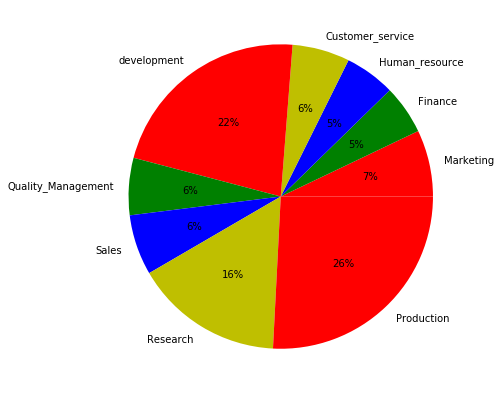 Customer_service
development
Human_resource
6%
Finance
22%
5%
5%
Marketing
7%
Quality_Management
6%
Sales
6%
26%
16%
Production
Research